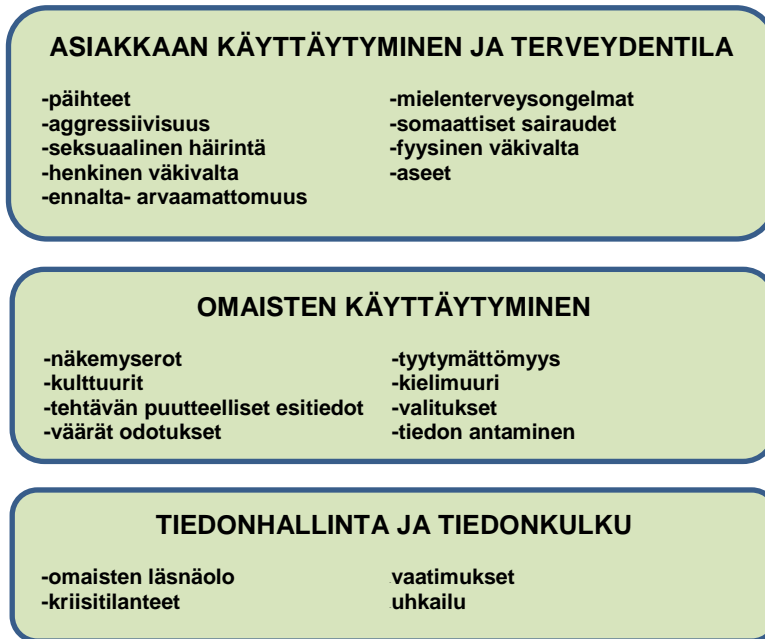 ASIAKKAAN KÄYTTÄYTYMINEN JA TERVEYDENTILA
-päihteet
-aggressiivisuus
-seksuaalinen häirintä
-henkinen väkivalta
-ennalta- arvaamattomuus
-mielenterveysongelmat
-somaattiset sairaudet
-fyysinen väkivalta
-aseet
OMAISTEN KÄYTTÄYTYMINEN
-näkemyserot
-kulttuurit
-tehtävän puutteelliset esitiedot
-väärät odotukset
-tyytymättömyys
-kielimuuri
-valitukset
-tiedon antaminen
TIEDONHALLINTA JA TIEDONKULKU
-omaisten läsnäolo
-kriisitilanteet
-vaatimukset
-uhkailu